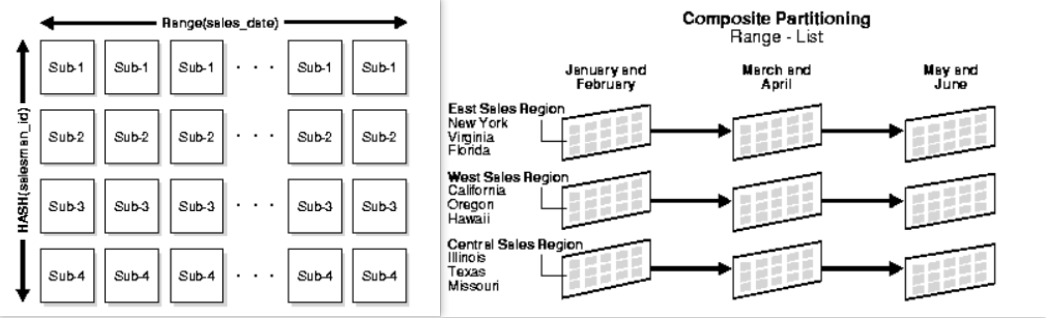 Range(sales_date)
HASH(salesman_id)
Sub-1 Sub-1 Sub-1 . . . Sub-1 Sub-1
Sub-2 Sub-2 Sub-2 . . . Sub-2 Sub-2
Sub-3 Sub-3 Sub-3 . . . Sub-3 Sub-3
Sub-4 Sub-4 Sub-4 . . . Sub-4 Sub-4
Composite Partitioning
Range - List
January and
February
March and
April
May and
June
East Sales Region
New York
Virginia
Florida
West Sales Region
California
Oregon
Hawaii
Central Sales Region
Illinois
Texas
Missouri